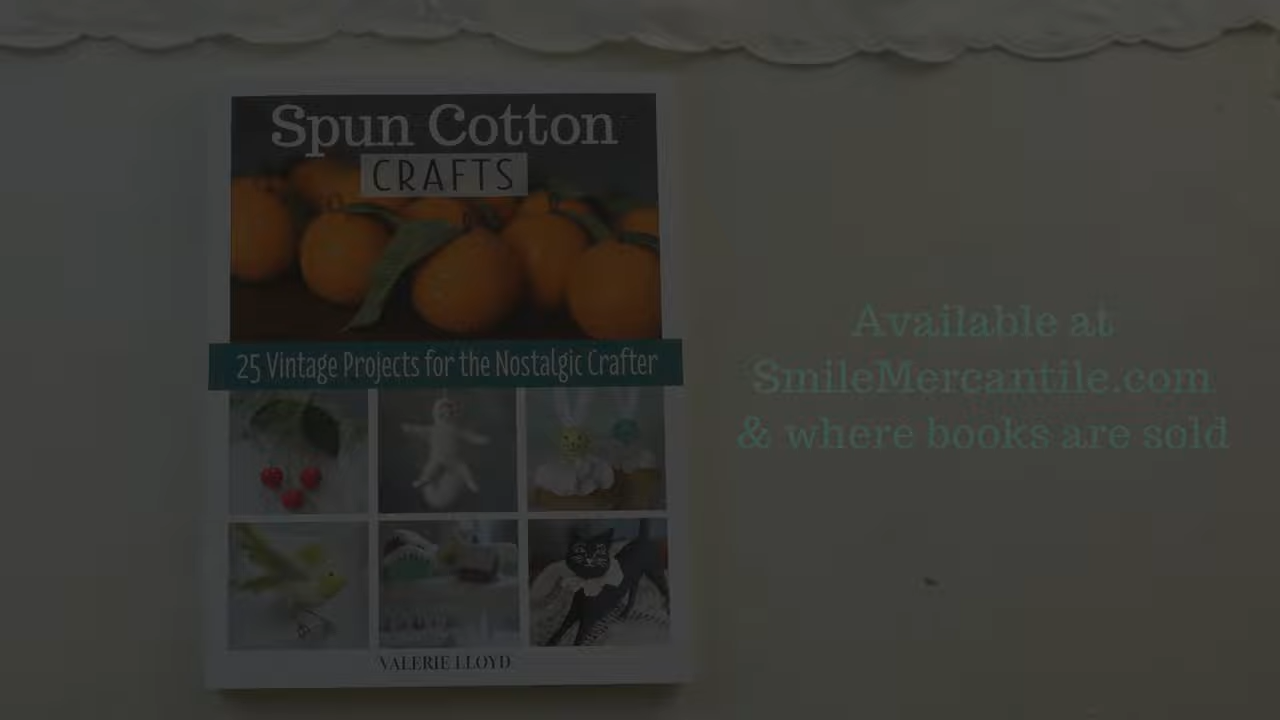 Spun Cotton
CRAFTS
25 Vintage Projects for the Nostalgic Crafter
VALERIE LLOYD
Available at
SmileMercantile.com
& where books are sold